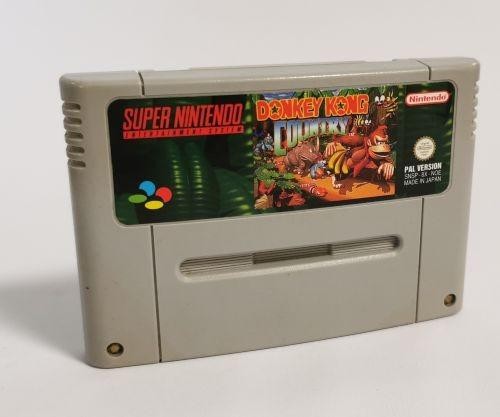 SUPER NINTENDO
ENTERTAINMENT SYSTEM
DONKEY KONG
COUNTRY
Nintendo
PAL VERSION
SNSP - 8X - NOE
MADE IN JAPAN